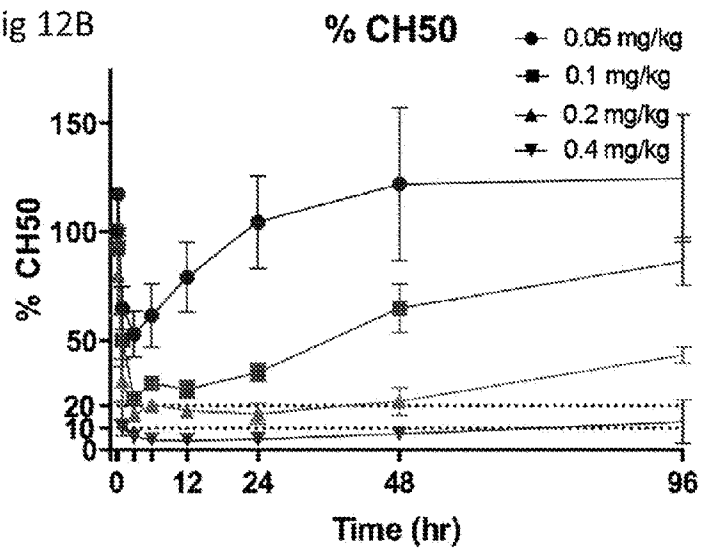 ig 12B
% CH50
0.05 mg/kg
0.1 mg/kg
0.2 mg/kg
0.4 mg/kg
% CH50
150
100
50
20
10
0
0 12 24 48 96
Time (hr)